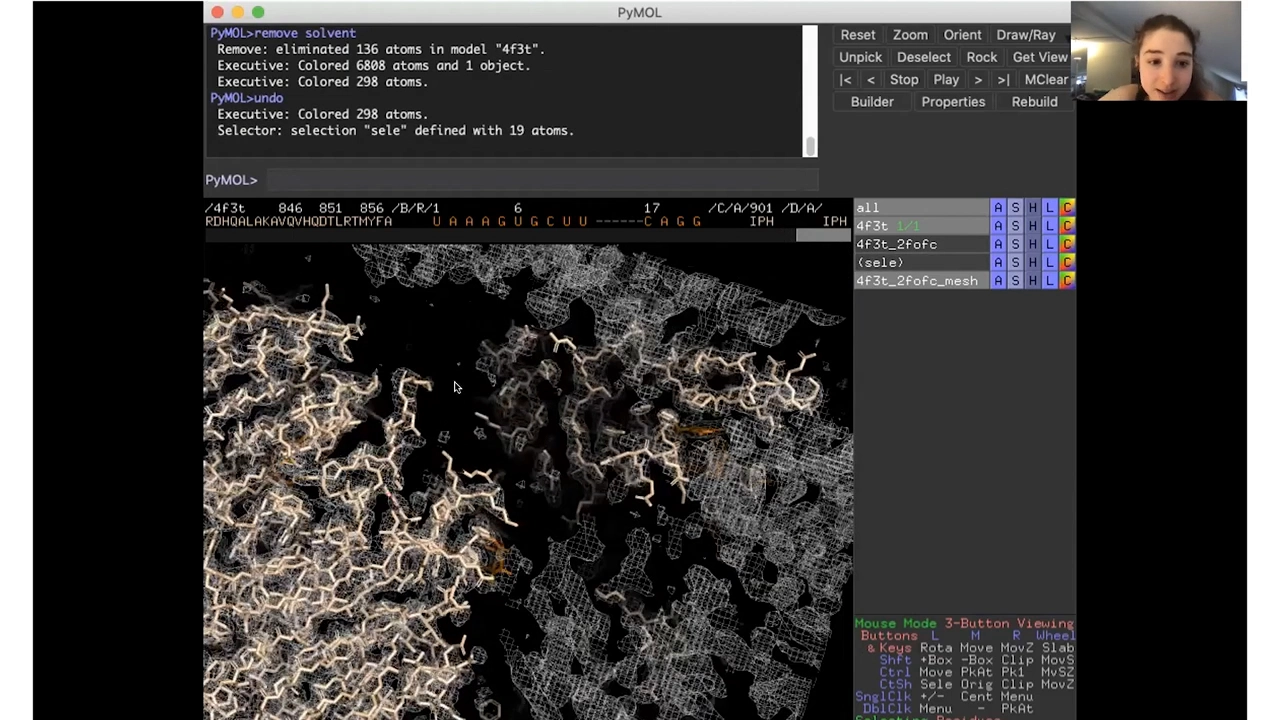 PyMOL
PyMOL>remove solvent
Remove: eliminated 136 atoms in model "4f3t".
Executive: Colored 6808 atoms and 1 object.
Executive: Colored 298 atoms.
PyMOL>undo
Executive: Colored 298 atoms.
Selector: selection "sele" defined with 19 atoms.
PyMOL>
Reset Zoom Orient Draw/Ray
Unpick Deselect Rock Get View
|< < Stop Play > >| MClear
Builder Properties Rebuild
/4f3t 846 851 856 /B/R/1 6 17 /C/A/901 /D/A/
RDHQALAKAVQVHQDTLRTMYFA U A A A G U G C U U ------ C A G G IPH IPH
all A S H L C
4f3t 1/1 A S H L C
4f3t_2fofc A S H L C
(sele) A S H L C
4f3t_2fofc_mesh A S H L C
Mouse Mode 3-Button Viewing
Buttons L M R Wheel
& Keys Rota Move MovZ Slab
Shft +Box -Box Clip MovS
Ctrl Move PkAt Pk1 MvSZ
CtSh Sele Orig Clip MovZ
SnglClk +/- Cent Menu
DblClk Menu - PkAt
Selecting Residues